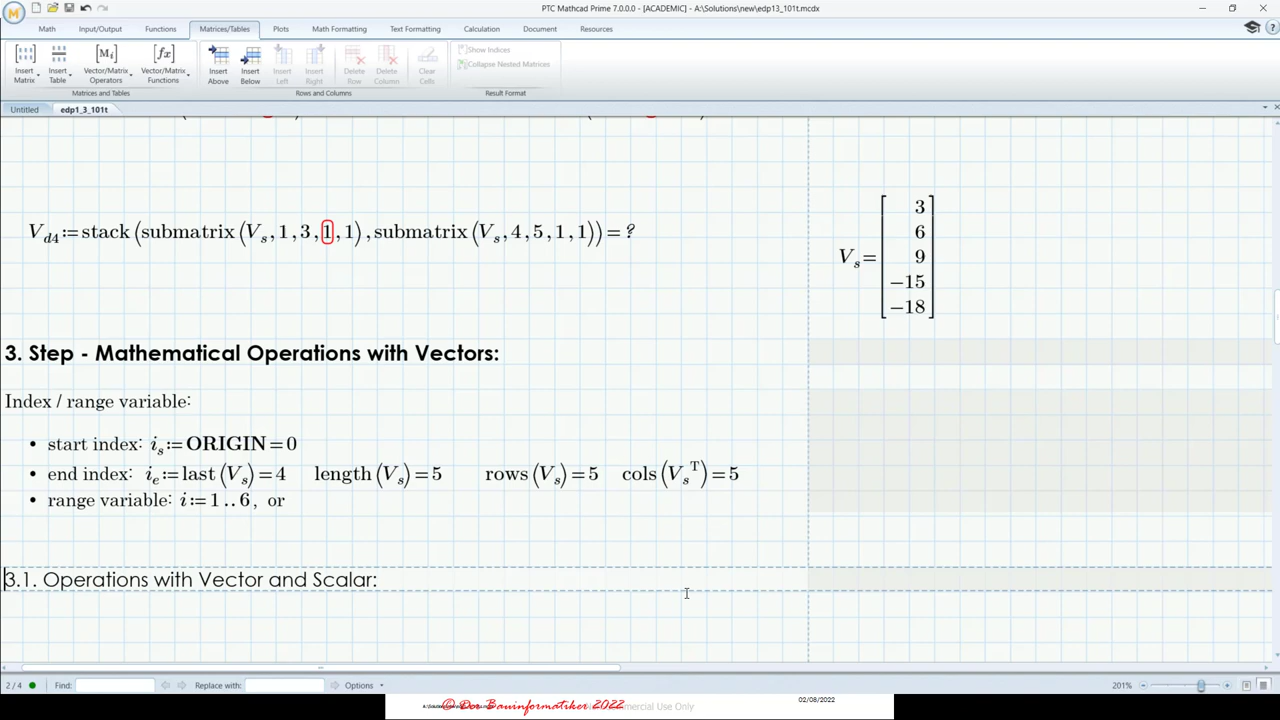 PTC Mathcad Prime 7.0.0.0 - [ACADEMIC] - A:\Solutions\new\edp13_101t.mcdx
Math Input/Output Functions Matrices/Tables Plots Math Formatting Text Formatting Calculation Document Resources
Insert Matrix Insert Table Vector/Matrix Operators Vector/Matrix Functions Insert Above Insert Below Insert Left Insert Right Delete Row Delete Column Clear Cells Show Indices
Collapse Nested Matrices
Matrices and Tables Rows and Columns Result Format
Untitled edp1_3_101t
V_d4:=stack(submatrix(V_s,1,3,1,1),submatrix(V_s,4,5,1,1))=?
V_s=[3
6
9
−15
−18]
3. Step - Mathematical Operations with Vectors:
Index / range variable:
• start index: i_s:=ORIGIN=0
• end index: i_e:=last(V_s)=4 length(V_s)=5 rows(V_s)=5 cols(V_s^T)=5
• range variable: i:=1..6, or
3.1. Operations with Vector and Scalar:
2/4 Find: Replace with: Options 201%
© Der Bauinformatiker 2022
02/08/2022